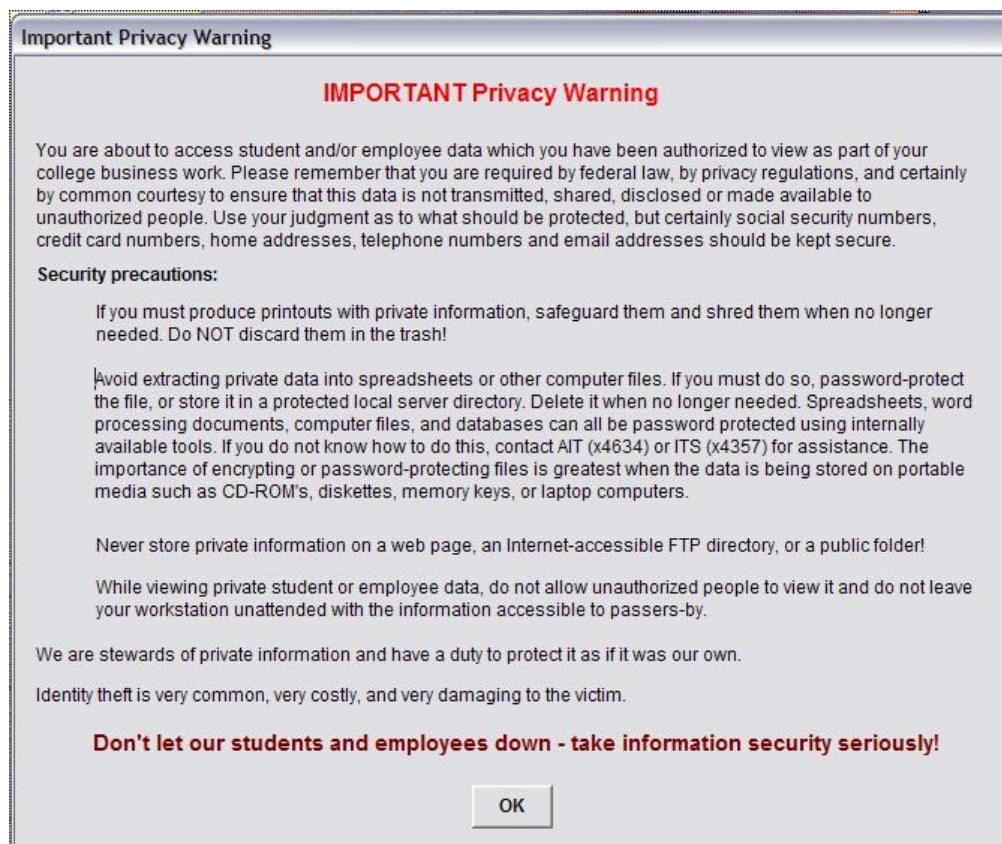 Important Privacy Warning
IMPORTANT Privacy Warning
You are about to access student and/or employee data which you have been authorized to view as part of your
college business work. Please remember that you are required by federal law, by privacy regulations, and certainly
by common courtesy to ensure that this data is not transmitted, shared, disclosed or made available to
unauthorized people. Use your judgment as to what should be protected, but certainly social security numbers,
credit card numbers, home addresses, telephone numbers and email addresses should be kept secure.
Security precautions:
If you must produce printouts with private information, safeguard them and shred them when no longer
needed. Do NOT discard them in the trash!
Avoid extracting private data into spreadsheets or other computer files. If you must do so, password-protect
the file, or store it in a protected local server directory. Delete it when no longer needed. Spreadsheets, word
processing documents, computer files, and databases can all be password protected using internally
available tools. If you do not know how to do this, contact AIT (x4634) or ITS (x4357) for assistance. The
importance of encrypting or password-protecting files is greatest when the data is being stored on portable
media such as CD-ROM's, diskettes, memory keys, or laptop computers.
Never store private information on a web page, an Internet-accessible FTP directory, or a public folder!
While viewing private student or employee data, do not allow unauthorized people to view it and do not leave
your workstation unattended with the information accessible to passers-by.
We are stewards of private information and have a duty to protect it as if it was our own.
Identity theft is very common, very costly, and very damaging to the victim.
Don't let our students and employees down - take information security seriously!
OK